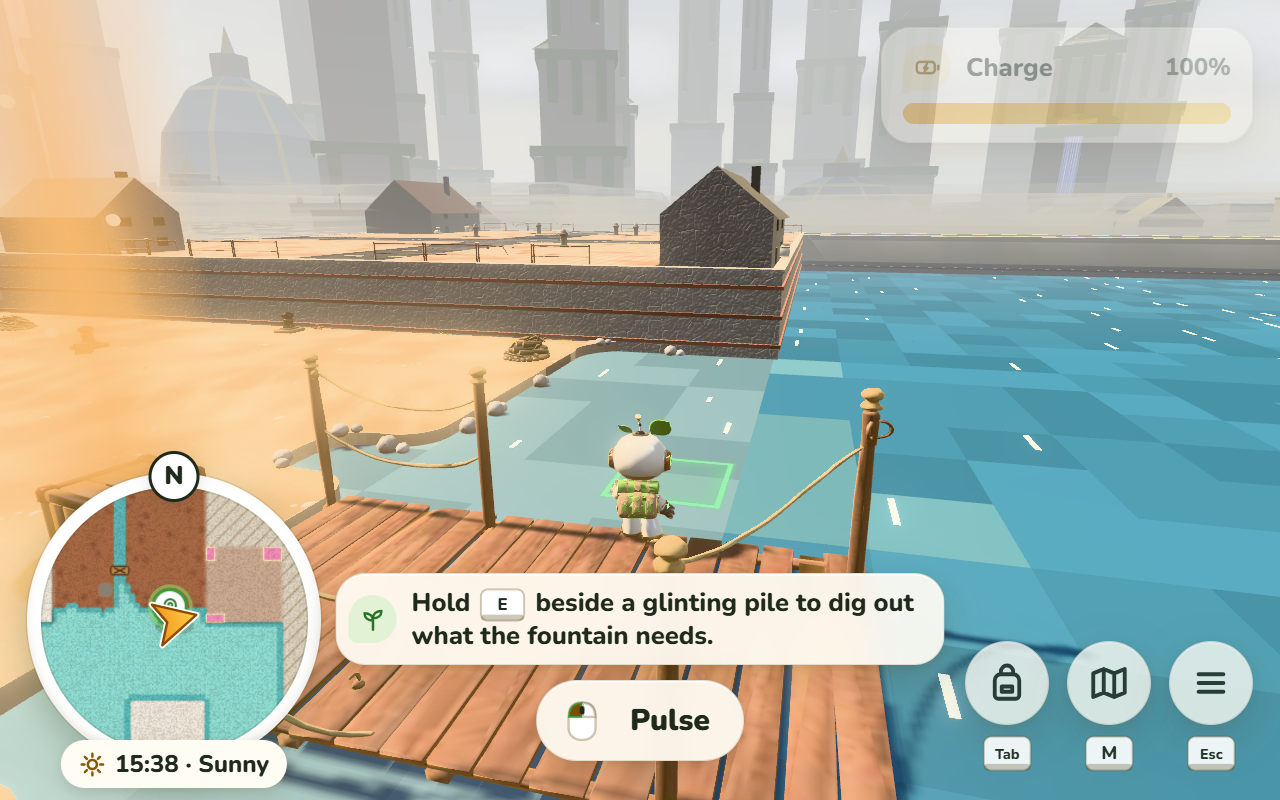 Charge 100%
N
Hold E beside a glinting pile to dig out
what the fountain needs.
Pulse
15:38 · Sunny
Tab M Esc